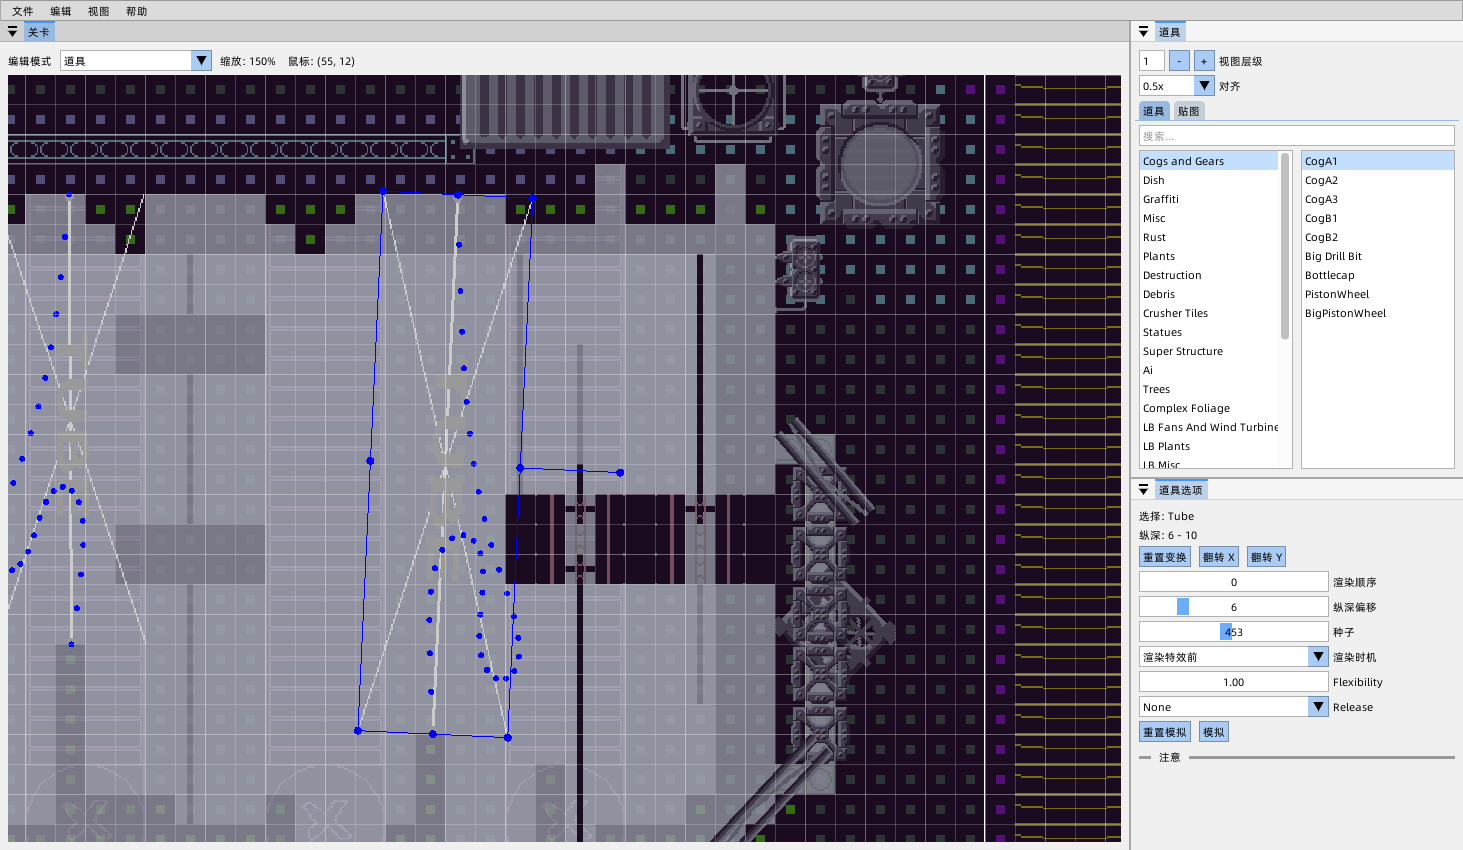 文件 编辑 视图 帮助
关卡
编辑模式 道具 缩放: 150% 鼠标: (55, 12)
道具
1 - + 视图层级
0.5x 对齐
道具 贴图
搜索...
Cogs and Gears
Dish
Graffiti
Misc
Rust
Plants
Destruction
Debris
Crusher Tiles
Statues
Super Structure
Ai
Trees
Complex Foliage
LB Fans And Wind Turbine
LB Plants
LB Misc
CogA1
CogA2
CogA3
CogB1
CogB2
Big Drill Bit
Bottlecap
PistonWheel
BigPistonWheel
道具选项
选择: Tube
纵深: 6 - 10
重置变换 翻转 X 翻转 Y
0 渲染顺序
6 纵深偏移
453 种子
渲染特效前 渲染时机
1.00 Flexibility
None Release
重置模拟 模拟
注意